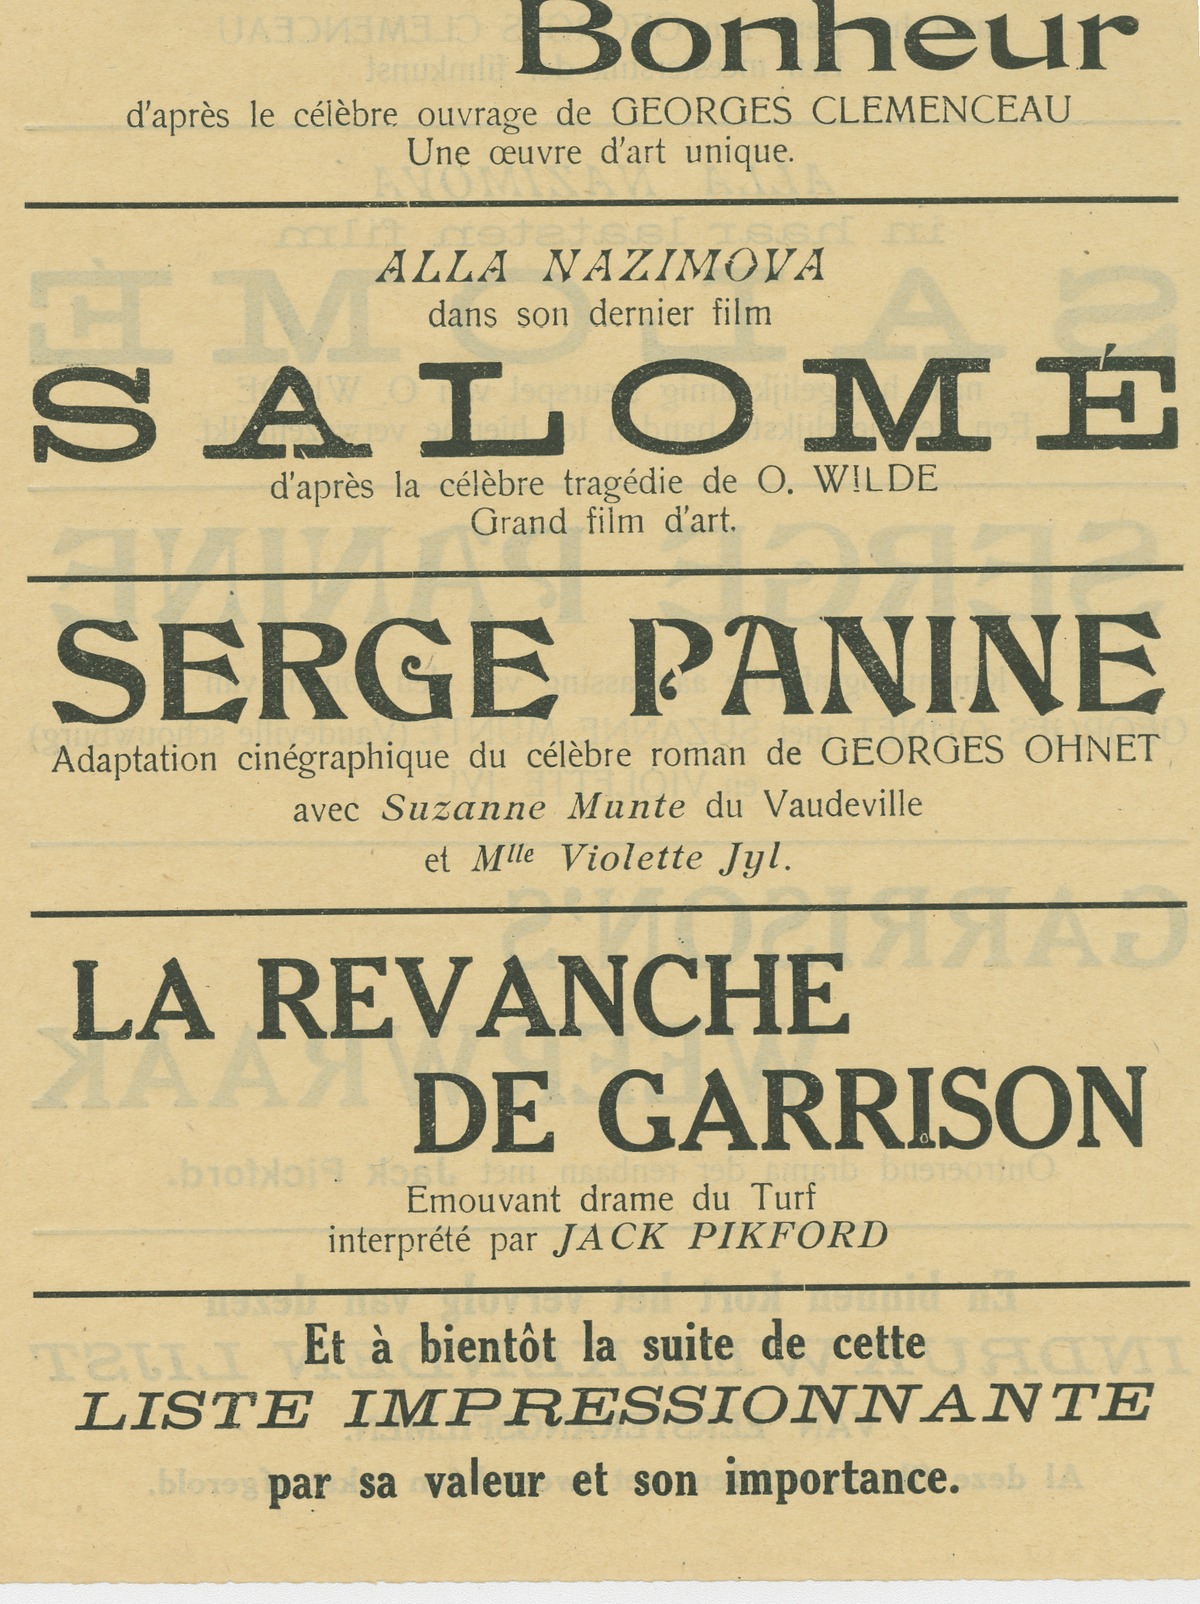 Bonheur
d'après le célèbre ouvrage de GEORGES CLEMENCEAU
Une œuvre d'art unique.
ALLA NAZIMOVA
dans son dernier film
SALOMÉ
d'après la célèbre tragédie de O. WILDE
Grand film d'art.
SERGE PANINE
Adaptation cinégraphique du célèbre roman de GEORGES OHNET
avec Suzanne Munte du Vaudeville
et Mlle Violette Jyl.
LA REVANCHE
DE GARRISON
Emouvant drame du Turf
interprété par JACK PIKFORD
Et à bientôt la suite de cette
LISTE IMPRESSIONNANTE
par sa valeur et son importance.